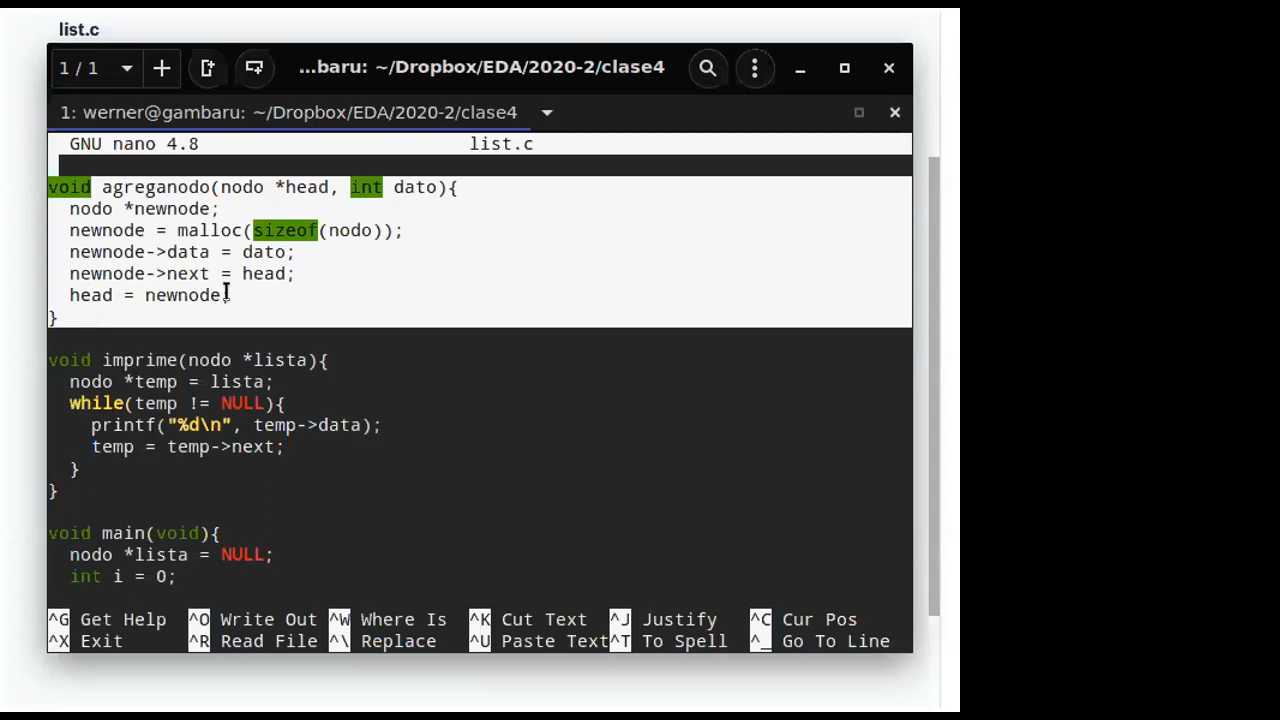 list.c
1 / 1
...baru: ~/Dropbox/EDA/2020-2/clase4
1: werner@gambaru: ~/Dropbox/EDA/2020-2/clase4
GNU nano 4.8 list.c
void agreganodo(nodo *head, int dato){
nodo *newnode;
newnode = malloc(sizeof(nodo));
newnode->data = dato;
newnode->next = head;
head = newnode;
}
void imprime(nodo *lista){
nodo *temp = lista;
while(temp != NULL){
printf("%d\n", temp->data);
temp = temp->next;
}
}
void main(void){
nodo *lista = NULL;
int i = 0;
^G Get Help ^O Write Out ^W Where Is ^K Cut Text ^J Justify ^C Cur Pos
^X Exit ^R Read File ^\ Replace ^U Paste Text ^T To Spell ^_ Go To Line